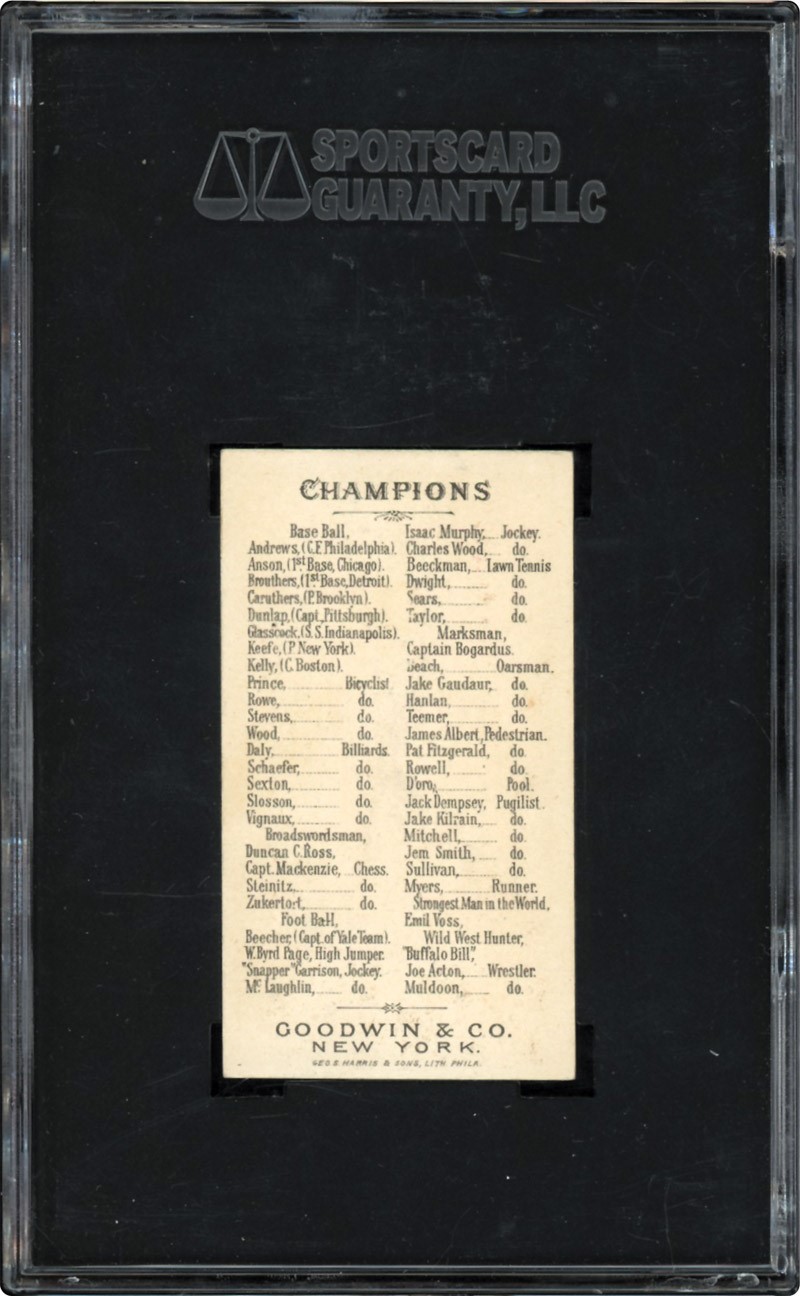 SPORTSCARD
GUARANTY, LLC
CHAMPIONS
Base Ball,
Andrews, (C.F. Philadelphia).
Anson, (1st Base, Chicago).
Brouthers, (1st Base, Detroit).
Caruthers, (P. Brooklyn).
Dunlap, (Capt. Pittsburgh).
Glasscock, (S. S. Indianapolis).
Keefe, (P. New York).
Kelly, (C. Boston).
Prince, Bicyclist
Rowe, do.
Stevens, do.
Wood, do.
Daly, Billiards.
Schaefer, do.
Sexton, do.
Slosson, do.
Vignaux, do.
Broadswordsman,
Duncan C. Ross,
Capt. Mackenzie, Chess.
Steinitz, do.
Zukertort, do.
Foot Ball,
Beecher, (Capt. of Yale Team).
W. Byrd Page, High Jumper.
"Snapper" Garrison, Jockey.
Mc Laughlin, do.
Isaac Murphy, Jockey.
Charles Wood, do.
Beeckman, Lawn Tennis
Dwight, do.
Sears, do.
Taylor, do.
Marksman,
Captain Bogardus.
Beach, Oarsman.
Jake Gaudaur, do.
Hanlan, do.
Teemer, do.
James Albert, Pedestrian.
Pat Fitzgerald, do.
Rowell, do.
D'oro, Pool.
Jack Dempsey, Pugilist.
Jake Kilrain, do.
Mitchell, do.
Jem Smith, do.
Sullivan, do.
Myers, Runner.
Strongest Man in the World,
Emil Voss,
Wild West Hunter,
"Buffalo Bill,"
Joe Acton, Wrestler.
Muldoon, do.
GOODWIN & CO.
NEW YORK.
GEO. S. HARRIS & SONS, LITH PHILA.